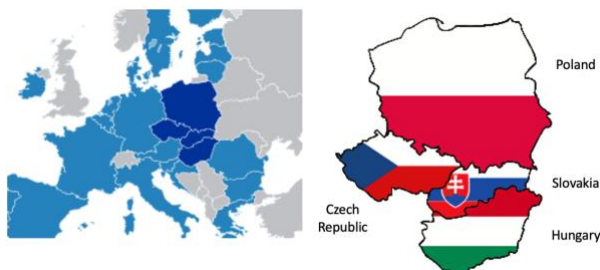 Poland
Slovakia
Czech
Republic
Hungary